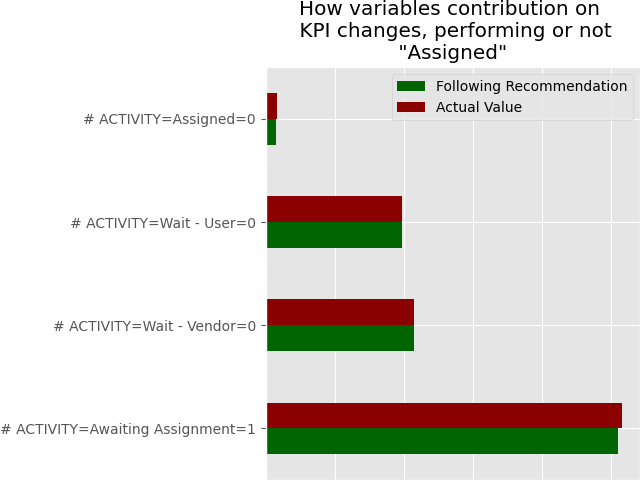 How variables contribution on
KPI changes, performing or not
"Assigned"
Following Recommendation
Actual Value
# ACTIVITY=Assigned=0
# ACTIVITY=Wait - User=0
# ACTIVITY=Wait - Vendor=0
# ACTIVITY=Awaiting Assignment=1